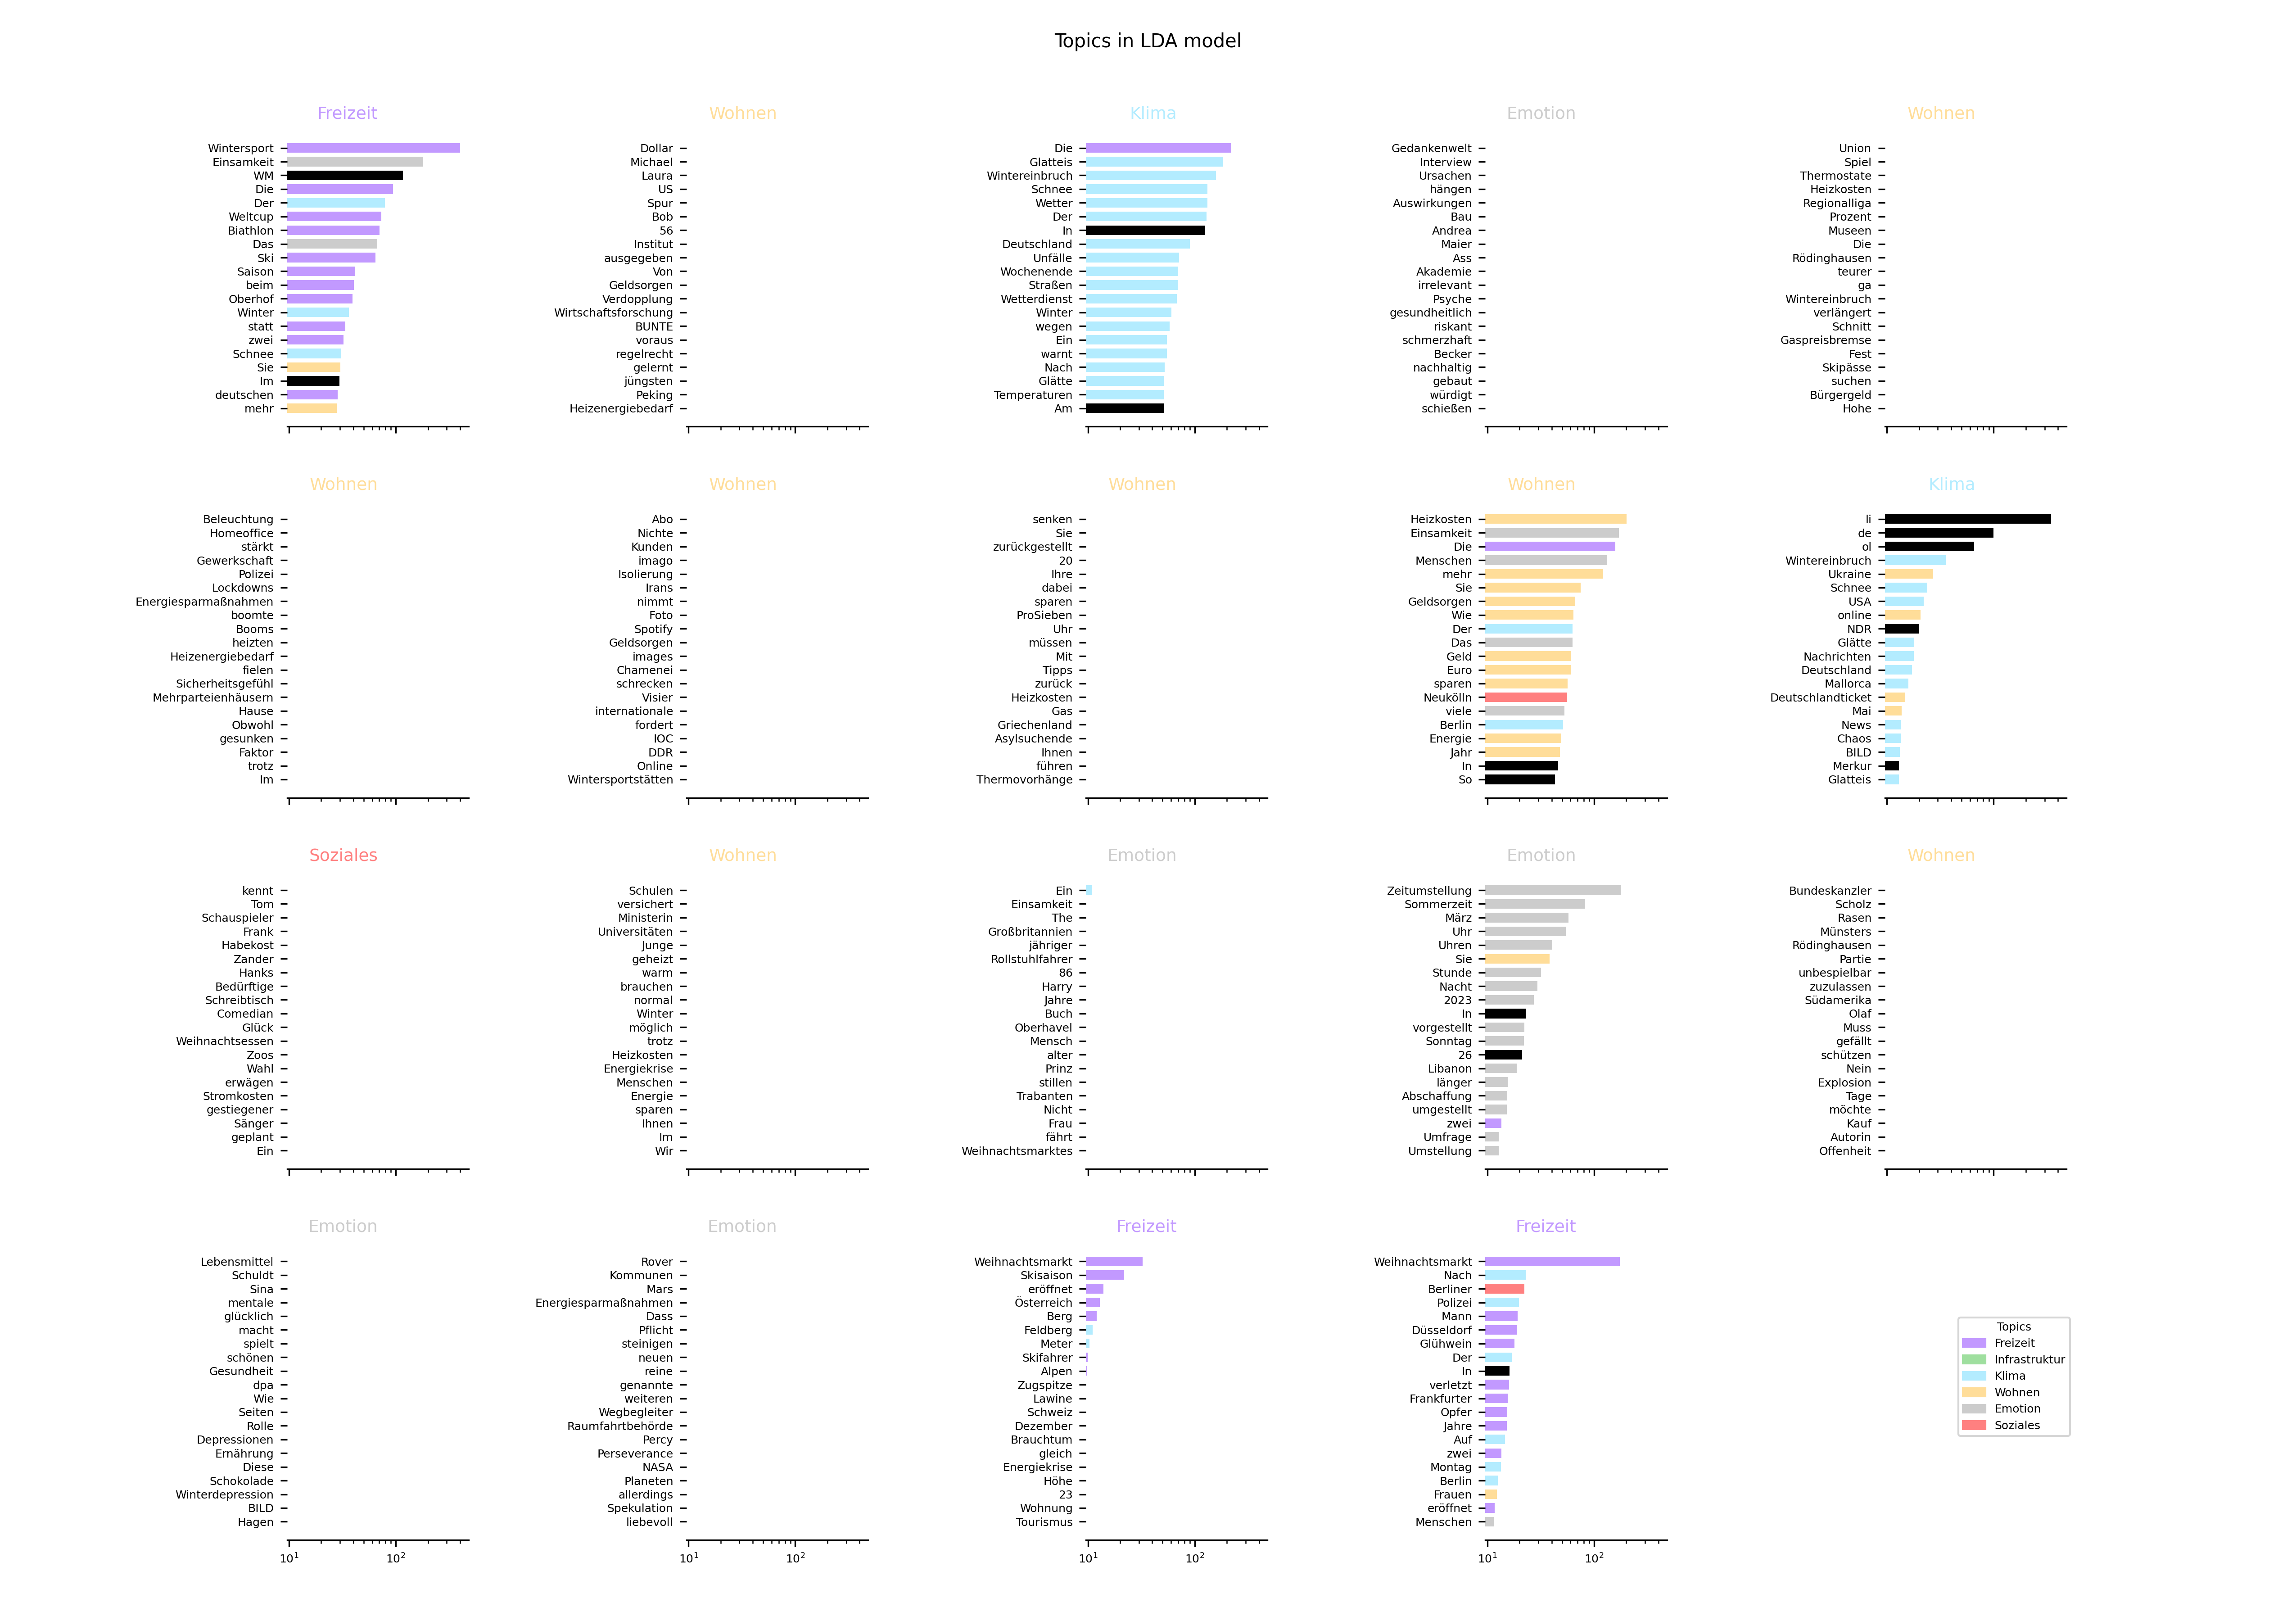 Topics in LDA model
Freizeit
Wintersport
Einsamkeit
WM
Die
Der
Weltcup
Biathlon
Das
Ski
Saison
beim
Oberhof
Winter
statt
zwei
Schnee
Sie
Im
deutschen
mehr
Wohnen
Dollar
Michael
Laura
US
Spur
Bob
56
Institut
ausgegeben
Von
Geldsorgen
Verdopplung
Wirtschaftsforschung
BUNTE
voraus
regelrecht
gelernt
jüngsten
Peking
Heizenergiebedarf
Klima
Die
Glatteis
Wintereinbruch
Schnee
Wetter
Der
In
Deutschland
Unfälle
Wochenende
Straßen
Wetterdienst
Winter
wegen
Ein
warnt
Nach
Glätte
Temperaturen
Am
Emotion
Gedankenwelt
Interview
Ursachen
hängen
Auswirkungen
Bau
Andrea
Maier
Ass
Akademie
irrelevant
Psyche
gesundheitlich
riskant
schmerzhaft
Becker
nachhaltig
gebaut
würdigt
schießen
Wohnen
Union
Spiel
Thermostate
Heizkosten
Regionalliga
Prozent
Museen
Die
Rödinghausen
teurer
ga
Wintereinbruch
verlängert
Schnitt
Gaspreisbremse
Fest
Skipässe
suchen
Bürgergeld
Hohe
Wohnen
Beleuchtung
Homeoffice
stärkt
Gewerkschaft
Polizei
Lockdowns
Energiesparmaßnahmen
boomte
Booms
heizten
Heizenergiebedarf
fielen
Sicherheitsgefühl
Mehrparteienhäusern
Hause
Obwohl
gesunken
Faktor
trotz
Im
Wohnen
Abo
Nichte
Kunden
imago
Isolierung
Irans
nimmt
Foto
Spotify
Geldsorgen
images
Chamenei
schrecken
Visier
internationale
fordert
IOC
DDR
Online
Wintersportstätten
Wohnen
senken
Sie
zurückgestellt
20
Ihre
dabei
sparen
ProSieben
Uhr
müssen
Mit
Tipps
zurück
Heizkosten
Gas
Griechenland
Asylsuchende
Ihnen
führen
Thermovorhänge
Wohnen
Heizkosten
Einsamkeit
Die
Menschen
mehr
Sie
Geldsorgen
Wie
Der
Das
Geld
Euro
sparen
Neukölln
viele
Berlin
Energie
Jahr
In
So
Klima
li
de
ol
Wintereinbruch
Ukraine
Schnee
USA
online
NDR
Glätte
Nachrichten
Deutschland
Mallorca
Deutschlandticket
Mai
News
Chaos
BILD
Merkur
Glatteis
Soziales
kennt
Tom
Schauspieler
Frank
Habekost
Zander
Hanks
Bedürftige
Schreibtisch
Comedian
Glück
Weihnachtsessen
Zoos
Wahl
erwägen
Stromkosten
gestiegener
Sänger
geplant
Ein
Wohnen
Schulen
versichert
Ministerin
Universitäten
Junge
geheizt
warm
brauchen
normal
Winter
möglich
trotz
Heizkosten
Energiekrise
Menschen
Energie
sparen
Ihnen
Im
Wir
Emotion
Ein
Einsamkeit
The
Großbritannien
jähriger
Rollstuhlfahrer
86
Harry
Jahre
Buch
Oberhavel
Mensch
alter
Prinz
stillen
Trabanten
Nicht
Frau
fährt
Weihnachtsmarktes
Emotion
Zeitumstellung
Sommerzeit
März
Uhr
Uhren
Sie
Stunde
Nacht
2023
In
vorgestellt
Sonntag
26
Libanon
länger
Abschaffung
umgestellt
zwei
Umfrage
Umstellung
Wohnen
Bundeskanzler
Scholz
Rasen
Münsters
Rödinghausen
Partie
unbespielbar
zuzulassen
Südamerika
Olaf
Muss
gefällt
schützen
Nein
Explosion
Tage
möchte
Kauf
Autorin
Offenheit
Emotion
Lebensmittel
Schuldt
Sina
mentale
glücklich
macht
spielt
schönen
Gesundheit
dpa
Wie
Seiten
Rolle
Depressionen
Ernährung
Diese
Schokolade
Winterdepression
BILD
Hagen
10¹ 10²
Emotion
Rover
Kommunen
Mars
Energiesparmaßnahmen
Dass
Pflicht
steinigen
neuen
reine
genannte
weiteren
Wegbegleiter
Raumfahrtbehörde
Percy
Perseverance
NASA
Planeten
allerdings
Spekulation
liebevoll
10¹ 10²
Freizeit
Weihnachtsmarkt
Skisaison
eröffnet
Österreich
Berg
Feldberg
Meter
Skifahrer
Alpen
Zugspitze
Lawine
Schweiz
Dezember
Brauchtum
gleich
Energiekrise
Höhe
23
Wohnung
Tourismus
10¹ 10²
Freizeit
Weihnachtsmarkt
Nach
Berliner
Polizei
Mann
Düsseldorf
Glühwein
Der
In
verletzt
Frankfurter
Opfer
Jahre
Auf
zwei
Montag
Berlin
Frauen
eröffnet
Menschen
10¹ 10²
Topics
Freizeit
Infrastruktur
Klima
Wohnen
Emotion
Soziales